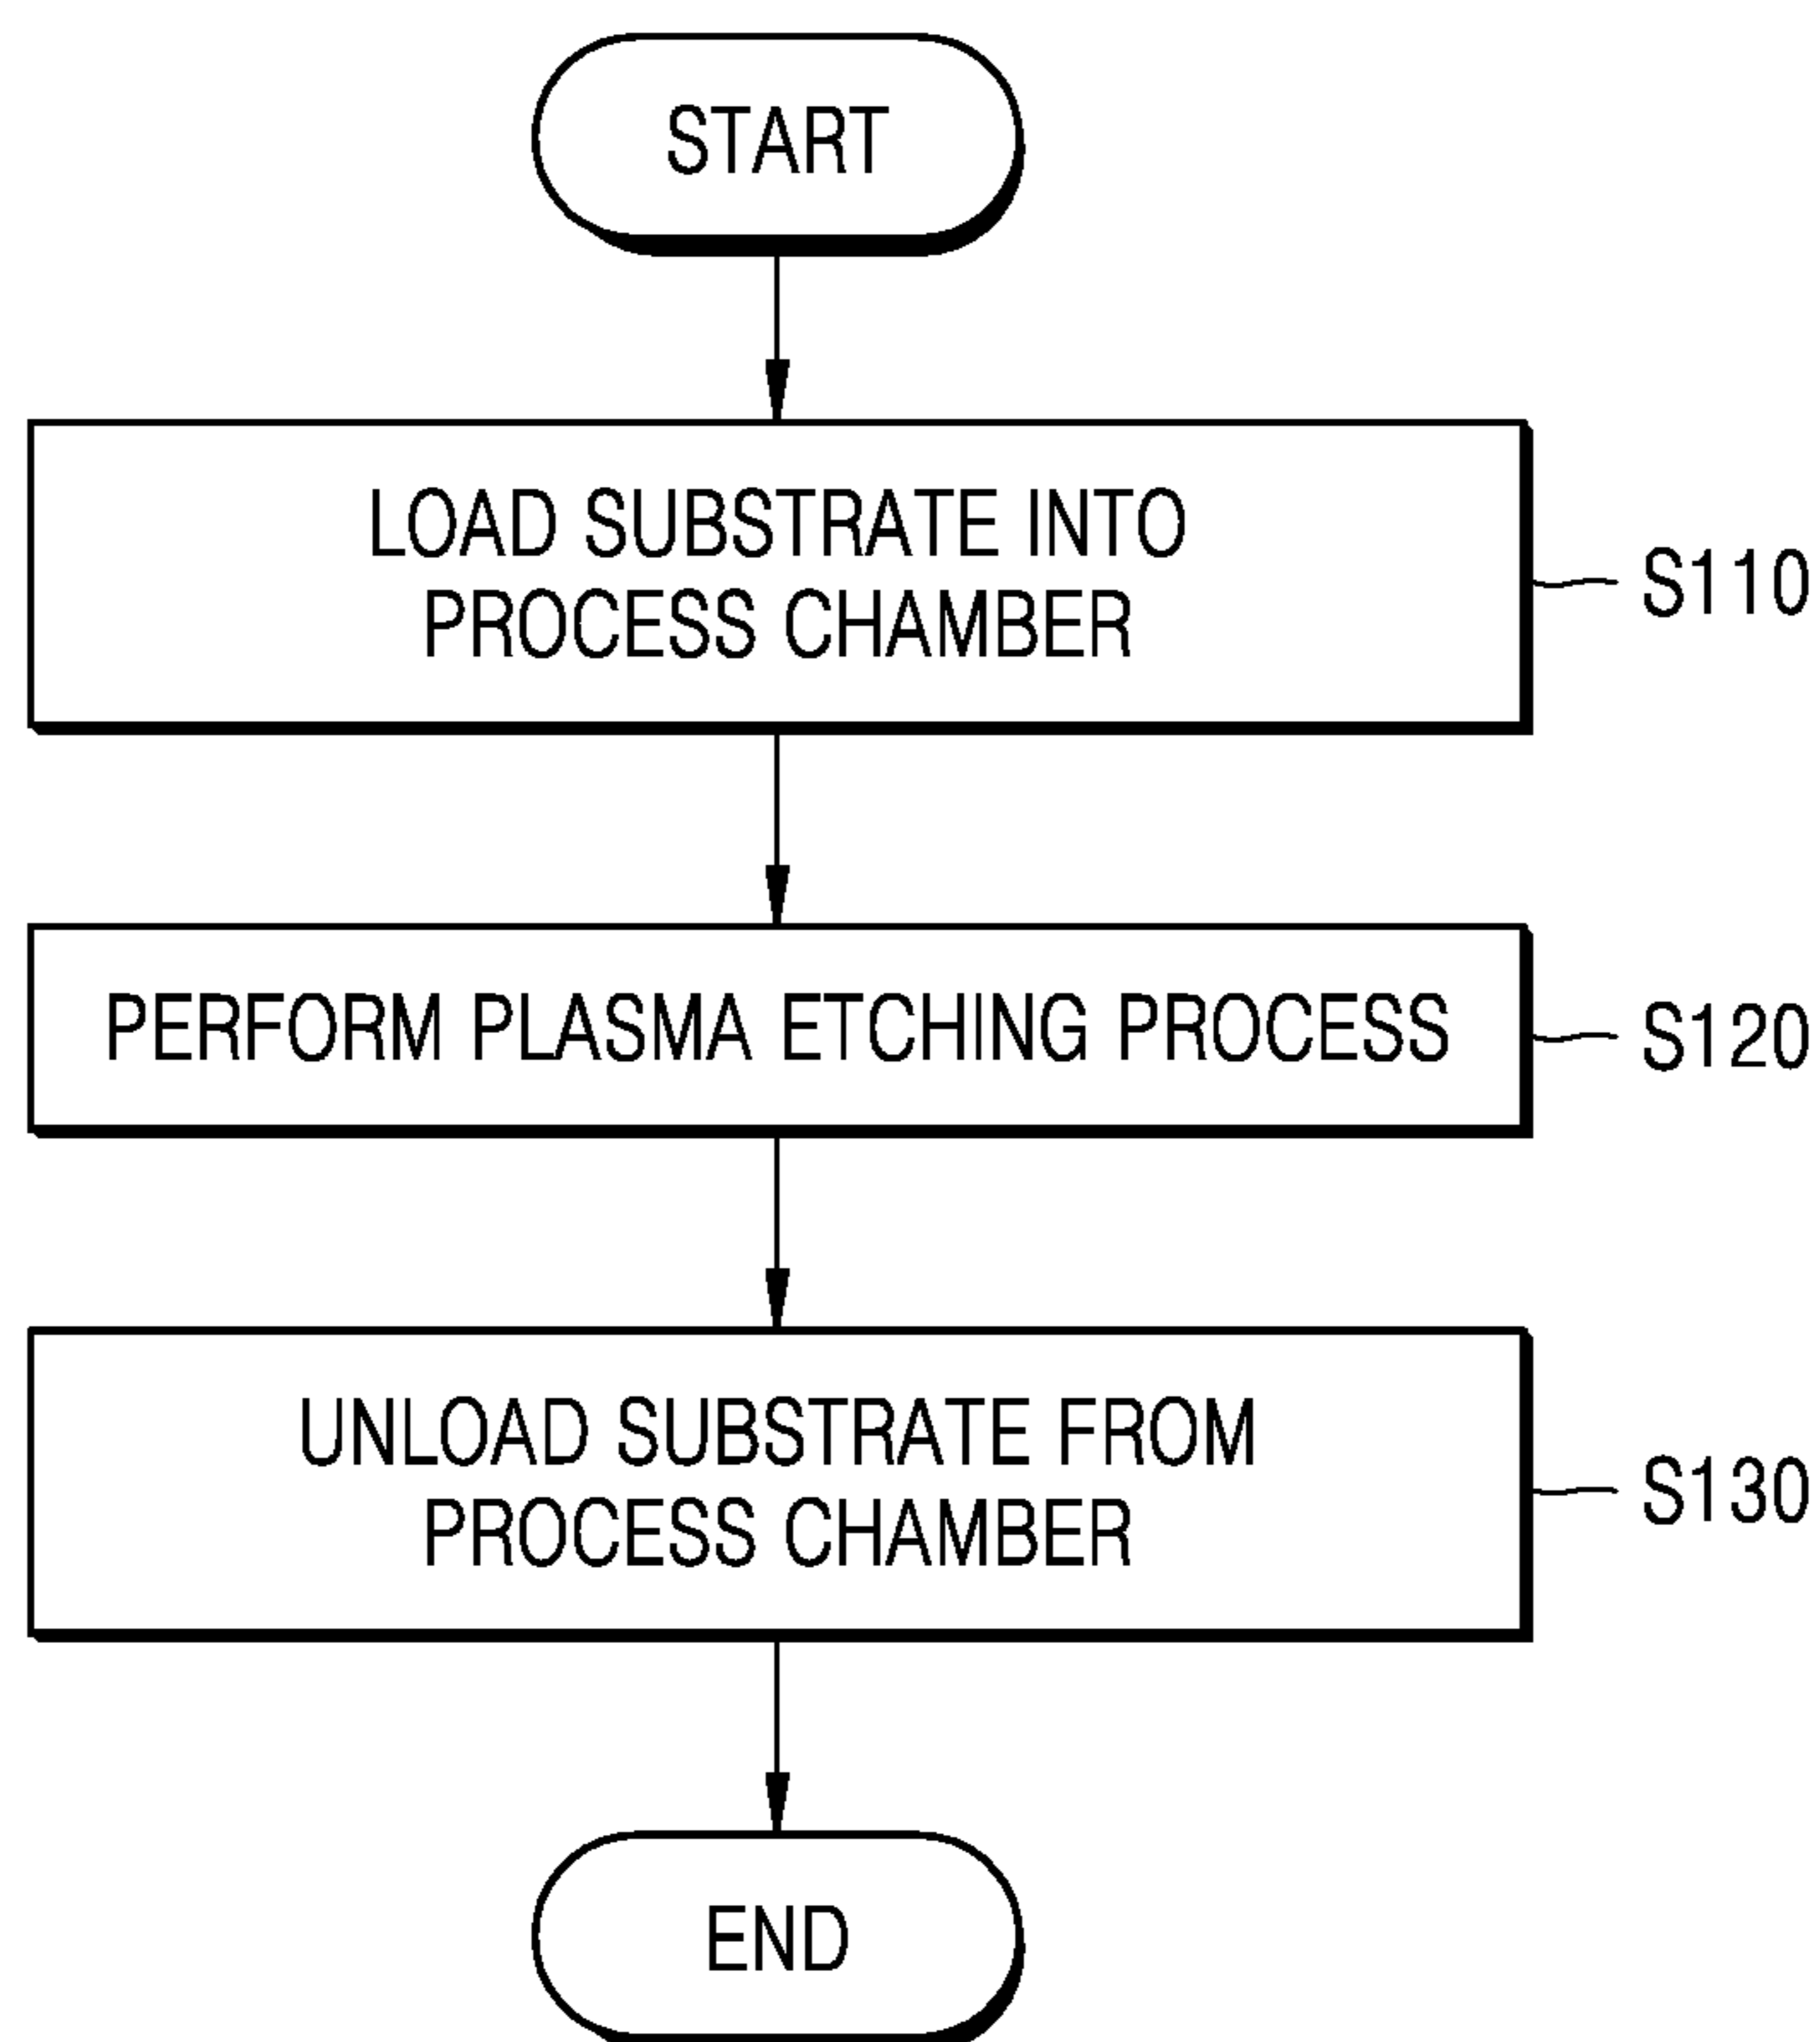 START
LOAD SUBSTRATE INTO
PROCESS CHAMBER
S110
PERFORM PLASMA ETCHING PROCESS
S120
UNLOAD SUBSTRATE FROM
PROCESS CHAMBER
S130
END